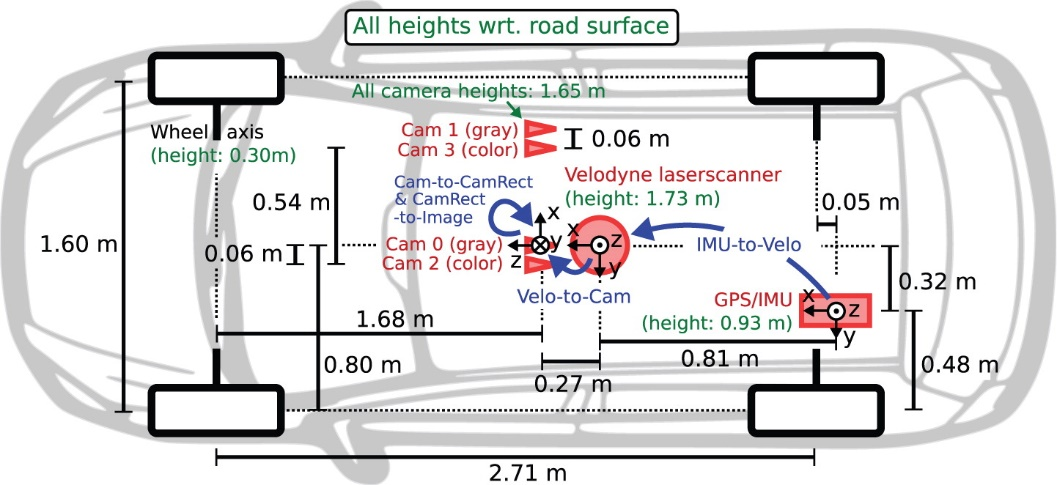 All heights wrt. road surface
All camera heights: 1.65 m
Wheel axis
(height: 0.30m)
Cam 1 (gray)
Cam 3 (color)
0.06 m
Cam-to-CamRect
& CamRect
-to-Image
Velodyne laserscanner
(height: 1.73 m)
0.54 m
0.05 m
1.60 m
0.06 m
Cam 0 (gray)
Cam 2 (color)
x
y
z
x
z
y
IMU-to-Velo
Velo-to-Cam
0.32 m
GPS/IMU
(height: 0.93 m)
x
z
y
1.68 m
0.80 m
0.27 m
0.81 m
0.48 m
2.71 m